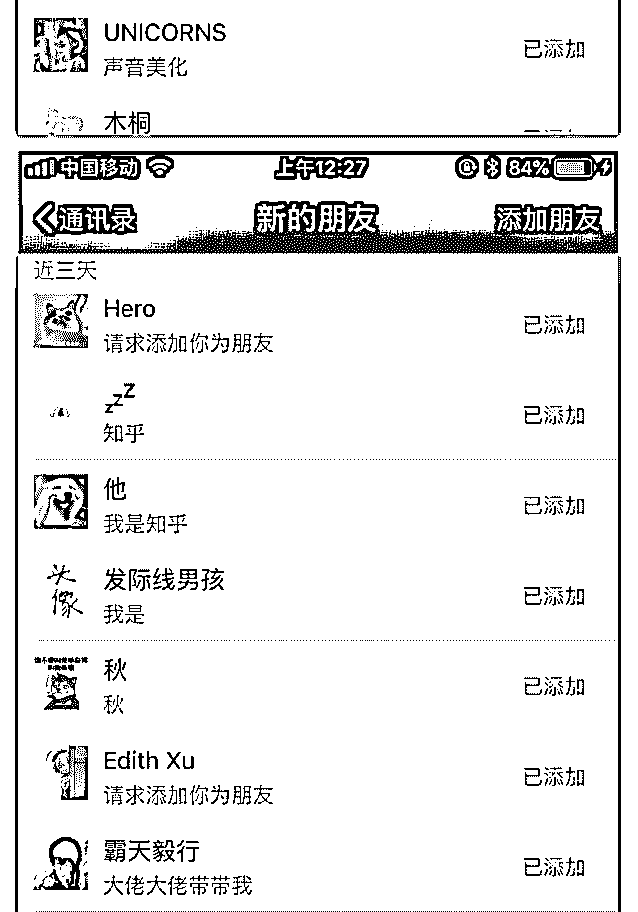 UNICORNS
已添加
声音美化
木桐
中国移动 上午12:27 84%
通讯录 新的朋友 添加朋友
近三天
Hero
已添加
请求添加你为朋友
zzZ
已添加
知乎
他
已添加
我是知乎
头像
发际线男孩
已添加
我是
秋
已添加
秋
Edith Xu
已添加
请求添加你为朋友
霸天毅行
已添加
大佬大佬带带我